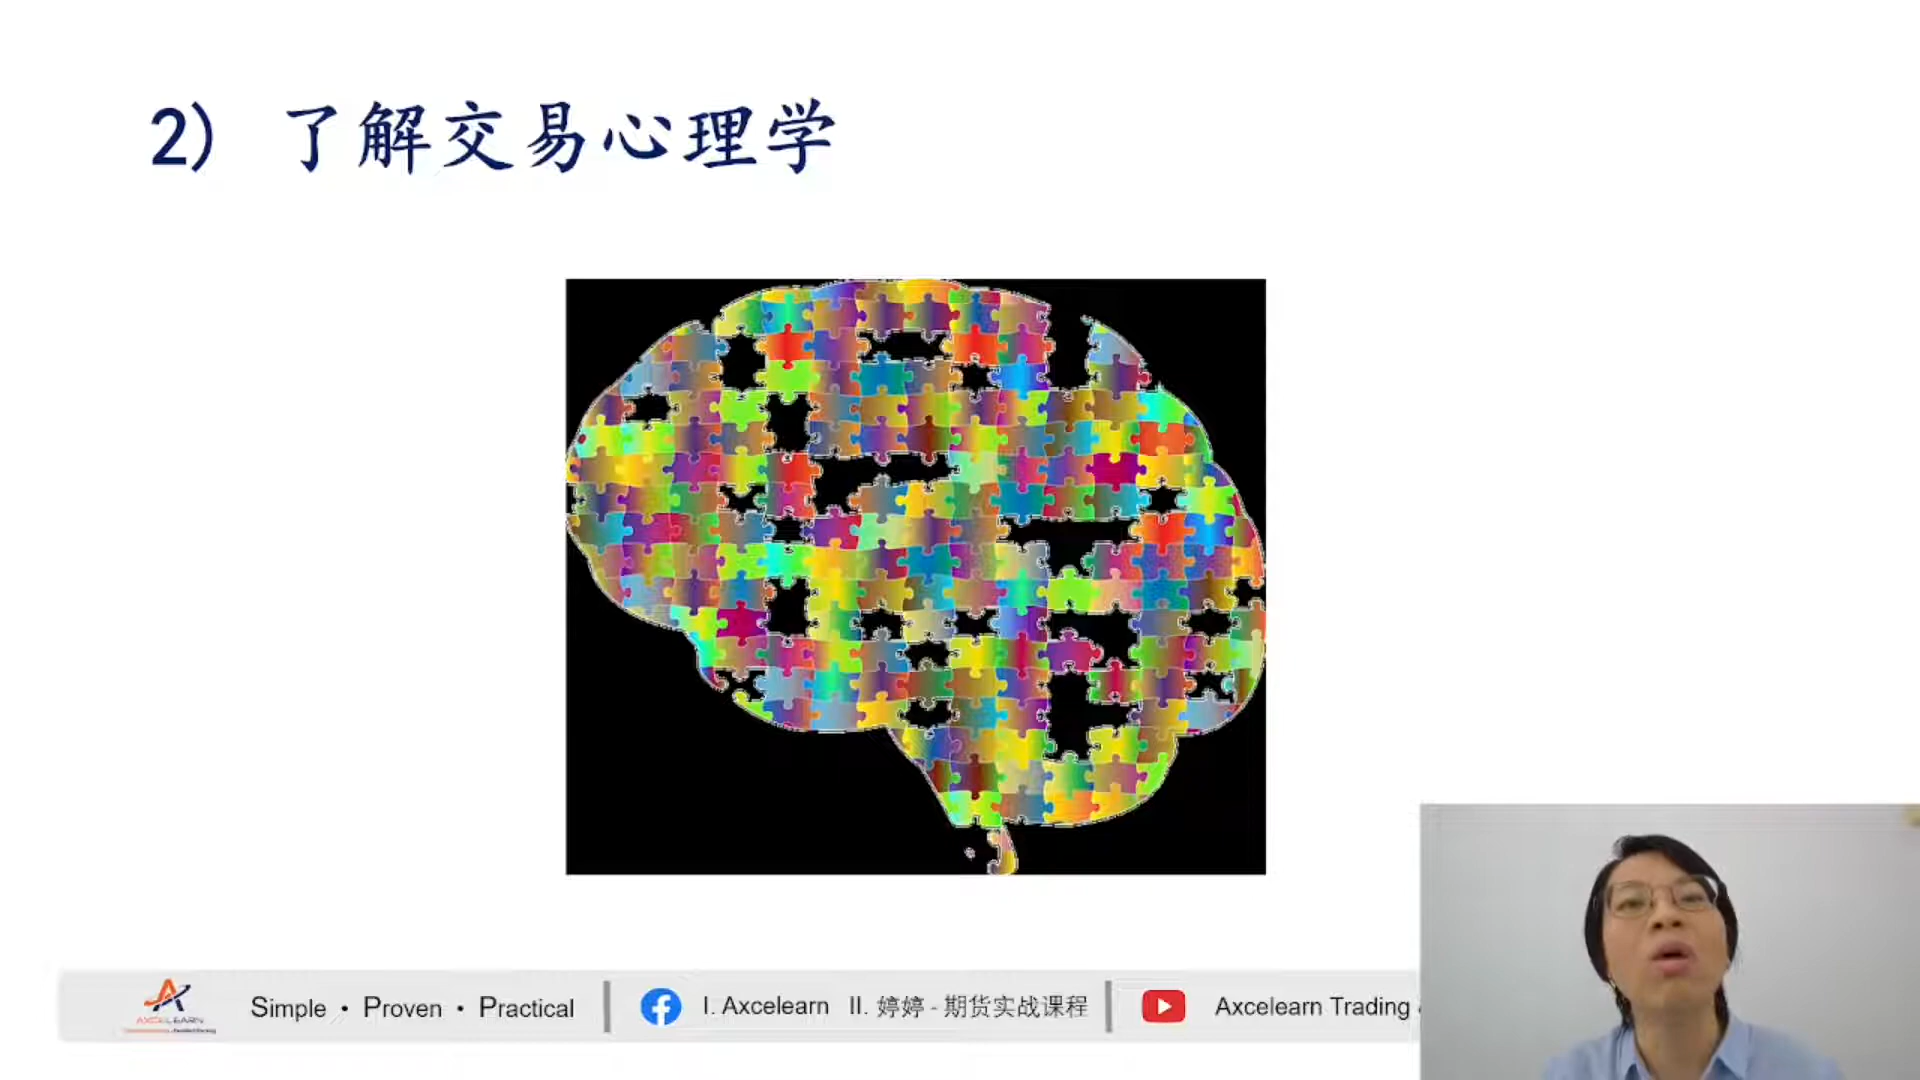 2) 了解交易心理学
AXCELEARN
Simple • Proven • Practical
I. Axcelearn II. 婷婷 - 期货实战课程
Axcelearn Trading